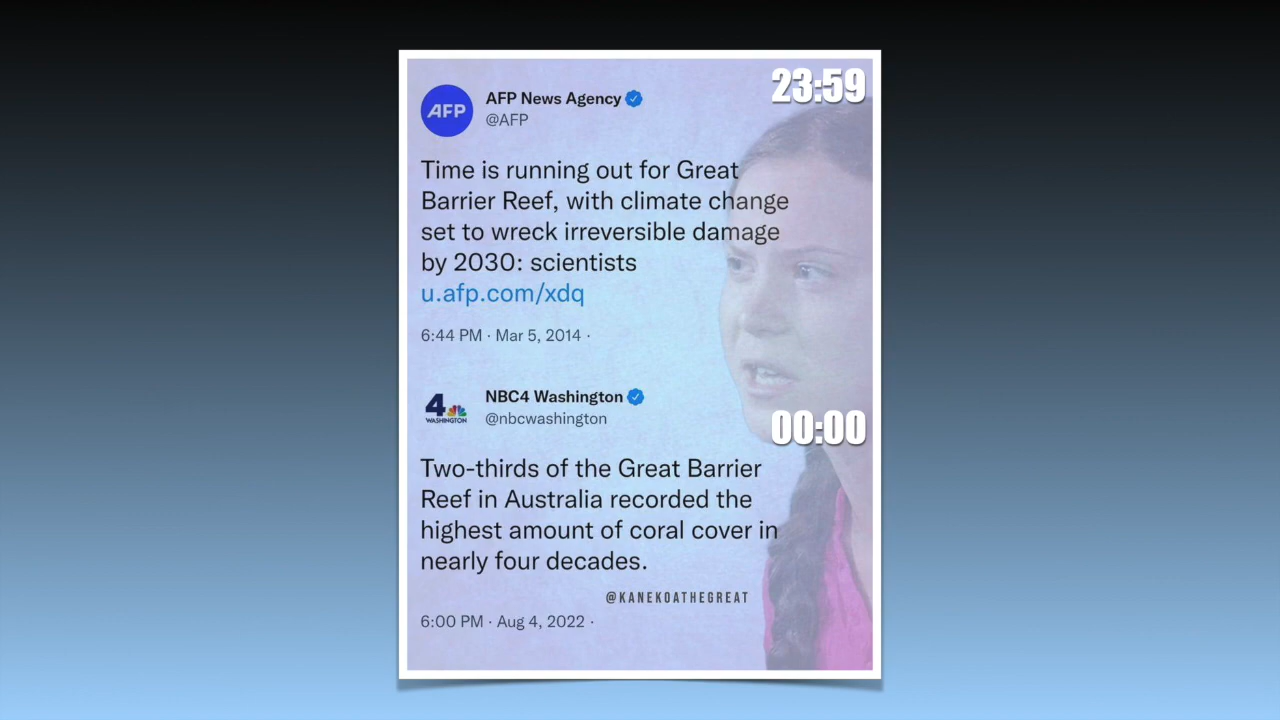 23:59
AFP
AFP News Agency
@AFP
Time is running out for Great
Barrier Reef, with climate change
set to wreck irreversible damage
by 2030: scientists
u.afp.com/xdq
6:44 PM · Mar 5, 2014 ·
4
WASHINGTON
NBC4 Washington
@nbcwashington
00:00
Two-thirds of the Great Barrier
Reef in Australia recorded the
highest amount of coral cover in
nearly four decades.
@KANEKOATHEGREAT
6:00 PM · Aug 4, 2022 ·